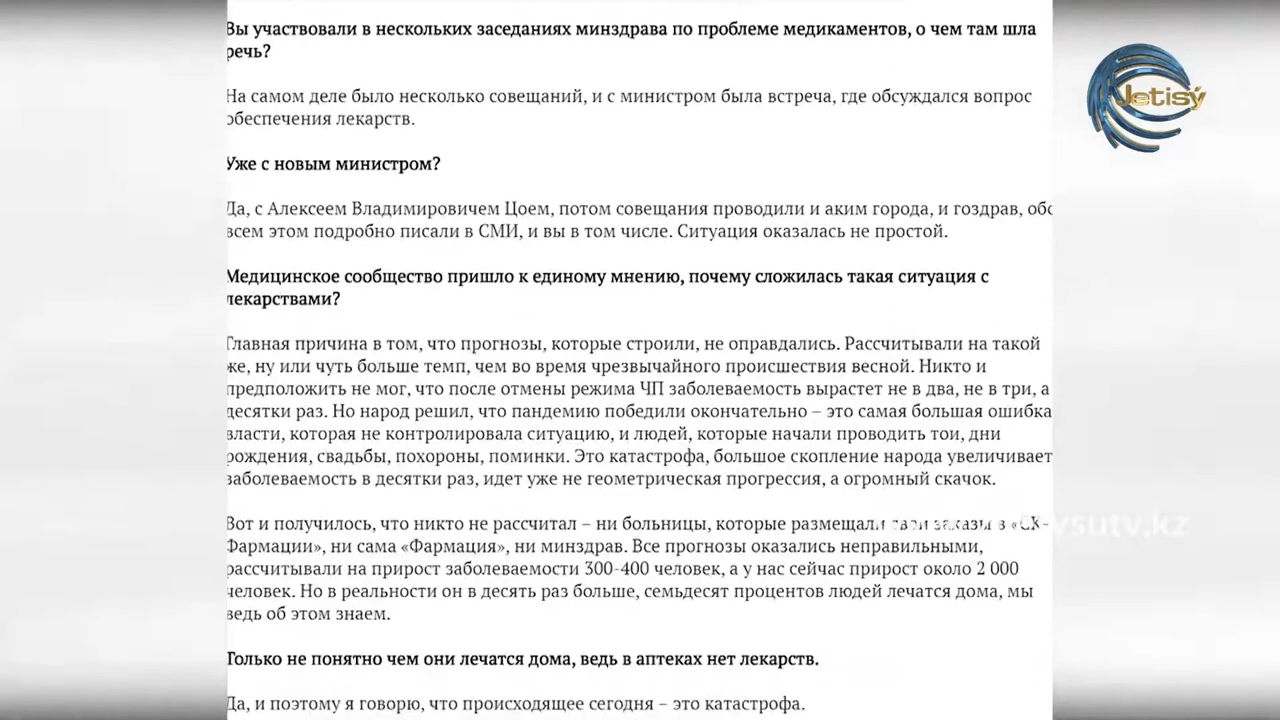 Вы участвовали в нескольких заседаниях минздрава по проблеме медикаментов, о чем там шла
речь?
На самом деле было несколько совещаний, и с министром была встреча, где обсуждался вопрос
обеспечения лекарств.
Jetisý
Уже с новым министром?
Да, с Алексеем Владимировичем Цоем, потом совещания проводили и аким города, и гоздрав, обо
всем этом подробно писали в СМИ, и вы в том числе. Ситуация оказалась не простой.
Медицинское сообщество пришло к единому мнению, почему сложилась такая ситуация с
лекарствами?
Главная причина в том, что прогнозы, которые строили, не оправдались. Рассчитывали на такой
же, ну или чуть больше темп, чем во время чрезвычайного происшествия весной. Никто и
предположить не мог, что после отмены режима ЧП заболеваемость вырастет не в два, не в три, а
десятки раз. Но народ решил, что пандемию победили окончательно – это самая большая ошибка
власти, которая не контролировала ситуацию, и людей, которые начали проводить тои, дни
рождения, свадьбы, похороны, поминки. Это катастрофа, большое скопление народа увеличивает
заболеваемость в десятки раз, идет уже не геометрическая прогрессия, а огромный скачок.
Вот и получилось, что никто не рассчитал – ни больницы, которые размещали свои заказы в «СК-
Фармации», ни сама «Фармация», ни минздрав. Все прогнозы оказались неправильными,
рассчитывали на прирост заболеваемости 300-400 человек, а у нас сейчас прирост около 2 000
человек. Но в реальности он в десять раз больше, семьдесят процентов людей лечатся дома, мы
ведь об этом знаем.
Только не понятно чем они лечатся дома, ведь в аптеках нет лекарств.
Да, и поэтому я говорю, что происходящее сегодня – это катастрофа.